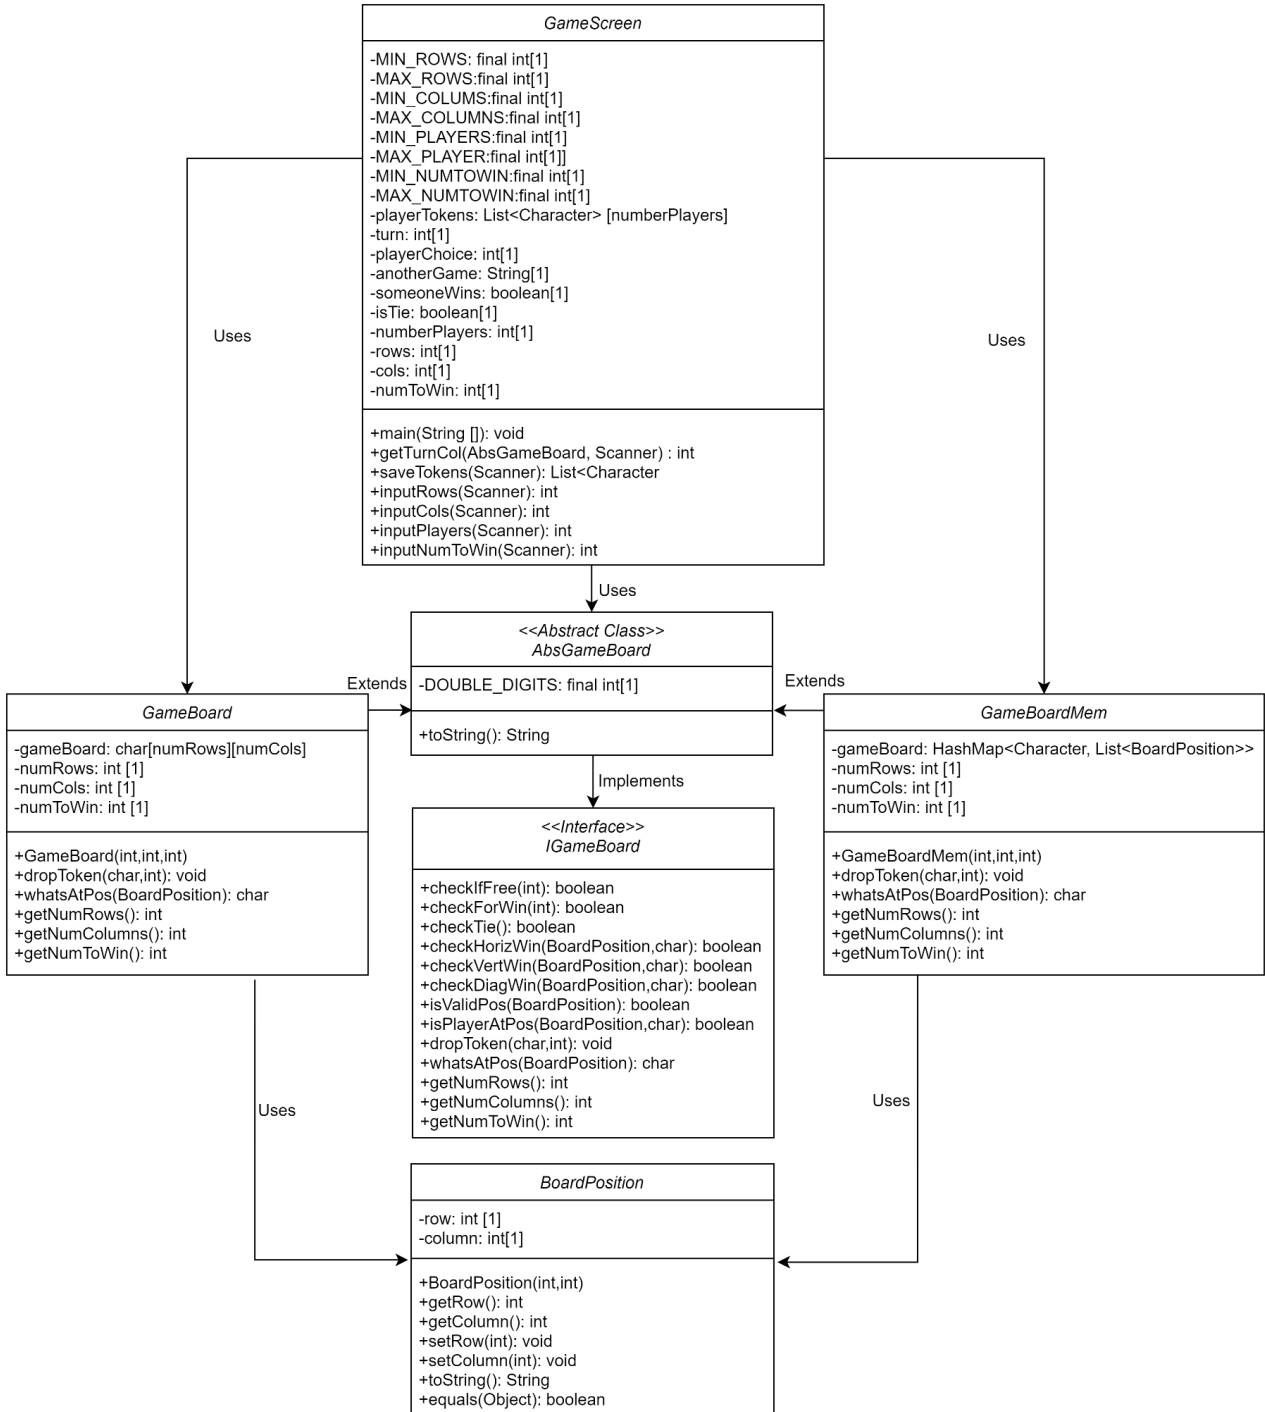 GameScreen
-MIN_ROWS: final int[1]
-MAX_ROWS:final int[1]
-MIN_COLUMS:final int[1]
-MAX_COLUMNS:final int[1]
-MIN_PLAYERS:final int[1]
-MAX_PLAYER:final int[1]]
-MIN_NUMTOWIN:final int[1]
-MAX_NUMTOWIN:final int[1]
-playerTokens: List<Character> [numberPlayers]
-turn: int[1]
-playerChoice: int[1]
-anotherGame: String[1]
-someoneWins: boolean[1]
-isTie: boolean[1]
-numberPlayers: int[1]
-rows: int[1]
-cols: int[1]
-numToWin: int[1]
+main(String []): void
+getTurnCol(AbsGameBoard, Scanner) : int
+saveTokens(Scanner): List<Character
+inputRows(Scanner): int
+inputCols(Scanner): int
+inputPlayers(Scanner): int
+inputNumToWin(Scanner): int
Uses
Uses
Uses
<<Abstract Class>>
AbsGameBoard
-DOUBLE_DIGITS: final int[1]
+toString(): String
Extends
Extends
GameBoard
-gameBoard: char[numRows][numCols]
-numRows: int [1]
-numCols: int [1]
-numToWin: int [1]
+GameBoard(int,int,int)
+dropToken(char,int): void
+whatsAtPos(BoardPosition): char
+getNumRows(): int
+getNumColumns(): int
+getNumToWin(): int
GameBoardMem
-gameBoard: HashMap<Character, List<BoardPosition>>
-numRows: int [1]
-numCols: int [1]
-numToWin: int [1]
+GameBoardMem(int,int,int)
+dropToken(char,int): void
+whatsAtPos(BoardPosition): char
+getNumRows(): int
+getNumColumns(): int
+getNumToWin(): int
Implements
<<Interface>>
IGameBoard
+checkIfFree(int): boolean
+checkForWin(int): boolean
+checkTie(): boolean
+checkHorizWin(BoardPosition,char): boolean
+checkVertWin(BoardPosition,char): boolean
+checkDiagWin(BoardPosition,char): boolean
+isValidPos(BoardPosition): boolean
+isPlayerAtPos(BoardPosition,char): boolean
+dropToken(char,int): void
+whatsAtPos(BoardPosition): char
+getNumRows(): int
+getNumColumns(): int
+getNumToWin(): int
Uses
Uses
BoardPosition
-row: int [1]
-column: int[1]
+BoardPosition(int,int)
+getRow(): int
+getColumn(): int
+setRow(int): void
+setColumn(int): void
+toString(): String
+equals(Object): boolean